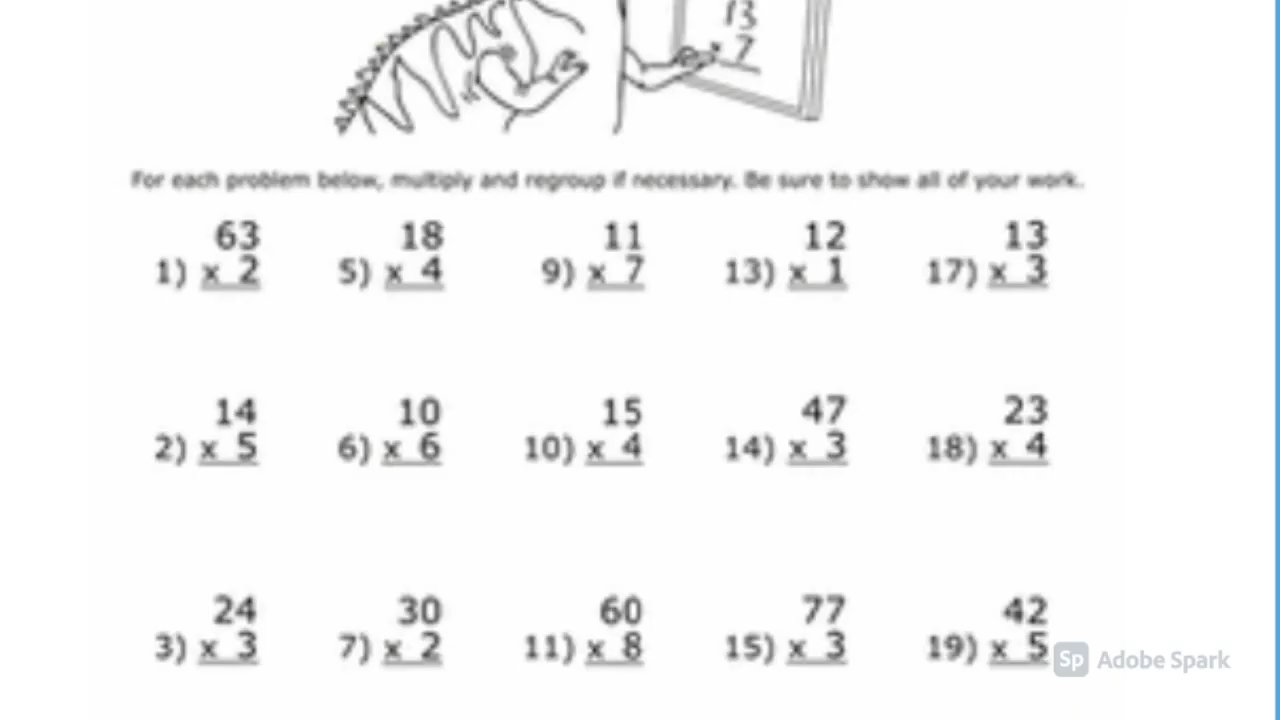 13
x 7
For each problem below, multiply and regroup if necessary. Be sure to show all of your work.
63 18 11 12 13
1) x 2 5) x 4 9) x 7 13) x 1 17) x 3
14 10 15 47 23
2) x 5 6) x 6 10) x 4 14) x 3 18) x 4
24 30 60 77 42
3) x 3 7) x 2 11) x 8 15) x 3 19) x 5
Sp Adobe Spark